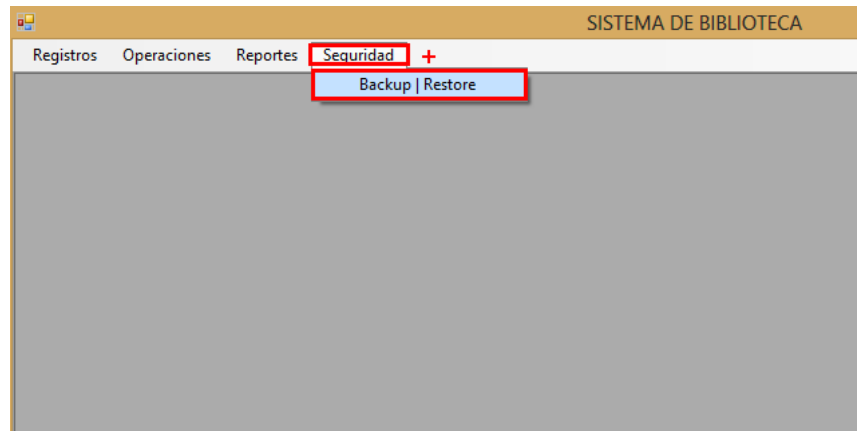 SISTEMA DE BIBLIOTECA
Registros Operaciones Reportes Seguridad +
Backup | Restore